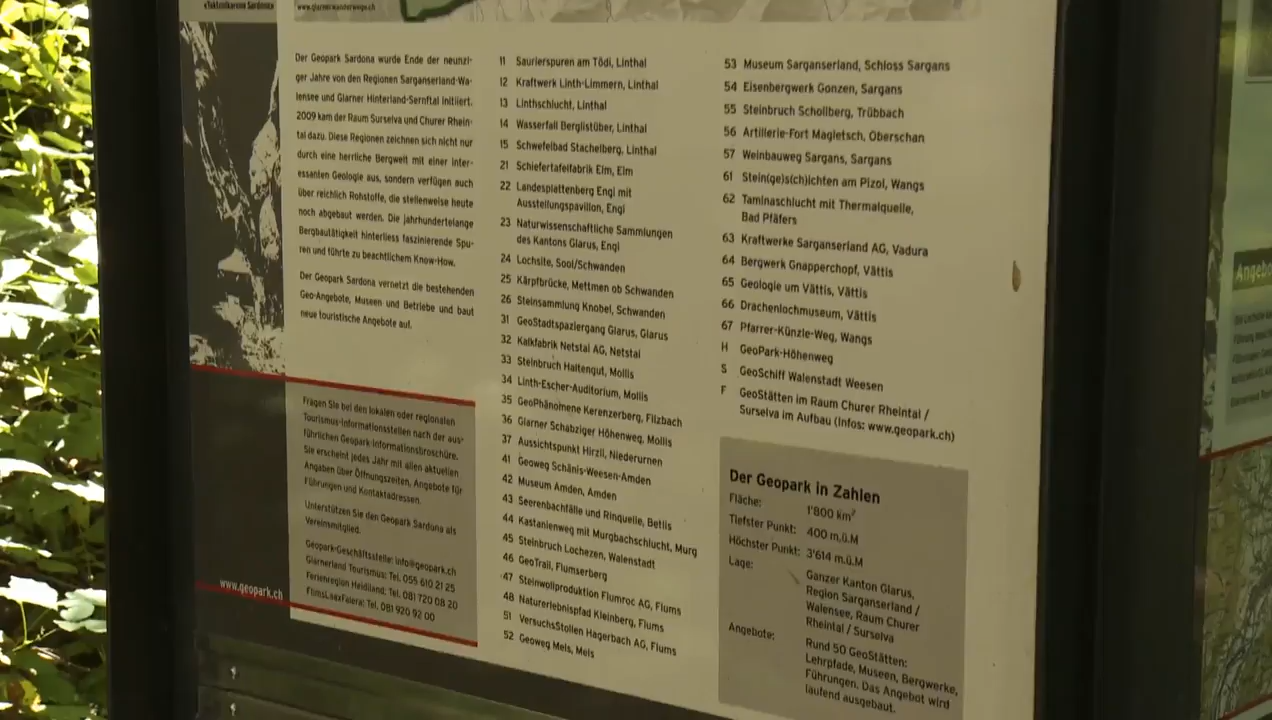 «Tektonikarena Sardona»
www.glarnerwanderwege.ch
Der Geopark Sardona wurde Ende der neunzi-
ger Jahre von den Regionen Sarganserland-Wa-
lensee und Glarner Hinterland-Sernftal initiiert.
2009 kam der Raum Surselva und Churer Rhein-
tal dazu. Diese Regionen zeichnen sich nicht nur
durch eine herrliche Bergwelt mit einer inter-
essanten Geologie aus, sondern verfügen auch
über reichlich Rohstoffe, die stellenweise heute
noch abgebaut werden. Die jahrhundertelange
Bergbautätigkeit hinterliess faszinierende Spu-
ren und führte zu beachtlichem Know-How.
Der Geopark Sardona vernetzt die bestehenden
Geo-Angebote, Museen und Betriebe und baut
neue touristische Angebote auf.
Fragen Sie bei den lokalen oder regionalen
Tourismus-Informationsstellen nach der aus-
führlichen Geopark-Informationsbroschüre.
Sie erscheint jedes Jahr mit allen aktuellen
Angaben über Öffnungszeiten, Angebote für
Führungen und Kontaktadressen.
Unterstützen Sie den Geopark Sardona als
Vereinsmitglied.
Geopark-Geschäftsstelle: info@geopark.ch
Glarnerland Tourismus: Tel. 055 610 21 25
Ferienregion Heidiland: Tel. 081 720 08 20
FlimsLaaxFalera: Tel. 081 920 92 00
www.geopark.ch
11 Saurierspuren am Tödi, Linthal
12 Kraftwerk Linth-Limmern, Linthal
13 Linthschlucht, Linthal
14 Wasserfall Berglistüber, Linthal
15 Schwefelbad Stachelberg, Linthal
21 Schiefertafelfabrik Elm, Elm
22 Landesplattenberg Engi mit
Ausstellungspavillon, Engi
23 Naturwissenschaftliche Sammlungen
des Kantons Glarus, Engi
24 Lochsite, Sool/Schwanden
25 Kärpfbrücke, Mettmen ob Schwanden
26 Steinsammlung Knobel, Schwanden
31 GeoStadtspaziergang Glarus, Glarus
32 Kalkfabrik Netstal AG, Netstal
33 Steinbruch Haltengut, Mollis
34 Linth-Escher-Auditorium, Mollis
35 GeoPhänomene Kerenzerberg, Filzbach
36 Glarner Schabziger Höhenweg, Mollis
37 Aussichtspunkt Hirzli, Niederurnen
41 Geoweg Schänis-Weesen-Amden
42 Museum Amden, Amden
43 Seerenbachfälle und Rinquelle, Betlis
44 Kastanienweg mit Murgbachschlucht, Murg
45 Steinbruch Lochezen, Walenstadt
46 GeoTrail, Flumserberg
47 Steinwollproduktion Flumroc AG, Flums
48 Naturerlebnispfad Kleinberg, Flums
51 VersuchsStollen Hagerbach AG, Flums
52 Geoweg Mels, Mels
53 Museum Sarganserland, Schloss Sargans
54 Eisenbergwerk Gonzen, Sargans
55 Steinbruch Schollberg, Trübbach
56 Artillerie-Fort Magletsch, Oberschan
57 Weinbauweg Sargans, Sargans
61 Stein(ge)s(ch)ichten am Pizol, Wangs
62 Taminaschlucht mit Thermalquelle,
Bad Pfäfers
63 Kraftwerke Sarganserland AG, Vadura
64 Bergwerk Gnapperchopf, Vättis
65 Geologie um Vättis, Vättis
66 Drachenlochmuseum, Vättis
67 Pfarrer-Künzle-Weg, Wangs
H GeoPark-Höhenweg
S GeoSchiff Walenstadt Weesen
F GeoStätten im Raum Churer Rheintal /
Surselva im Aufbau (Infos: www.geopark.ch)
Der Geopark in Zahlen
Fläche: 1'800 km²
Tiefster Punkt: 400 m.ü.M
Höchster Punkt: 3'614 m.ü.M
Lage: Ganzer Kanton Glarus,
Region Sarganserland /
Walensee, Raum Churer
Rheintal / Surselva
Angebote: Rund 50 GeoStätten:
Lehrpfade, Museen, Bergwerke,
Führungen. Das Angebot wird
laufend ausgebaut.